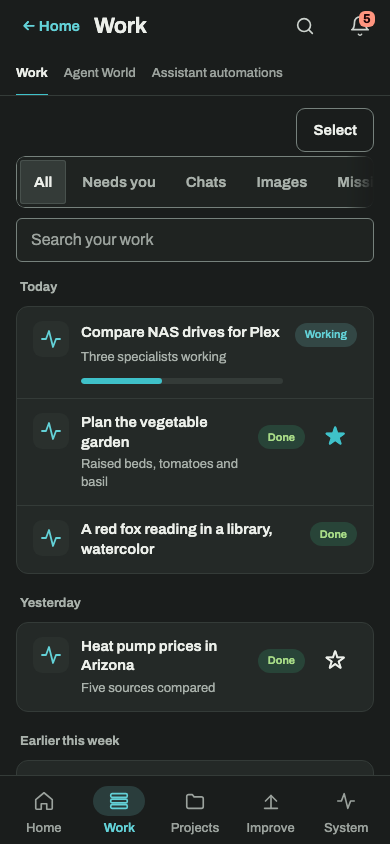 ← Home Work 5
Work Agent World Assistant automations
Select
All Needs you Chats Images
Search your work
Today
Compare NAS drives for Plex Working
Three specialists working
Plan the vegetable
garden
Done
Raised beds, tomatoes and
basil
A red fox reading in a library,
watercolor
Done
Yesterday
Heat pump prices in
Arizona
Done
Five sources compared
Earlier this week
Home Work Projects Improve System